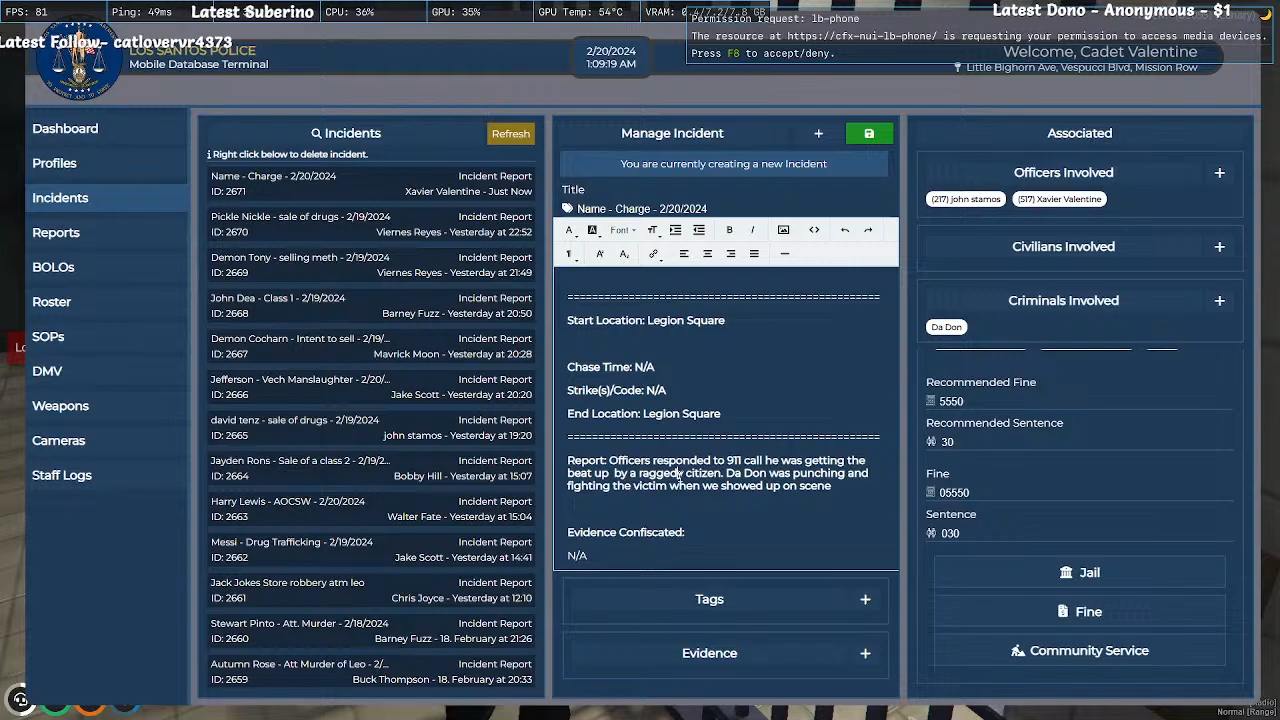 FPS: 81
Ping: 49ms
Latest Suberino
CPU: 36%
GPU: 35%
GPU Temp: 54°C
VRAM:
Latest Dono - Anonymous - $1
Permission request: lb-phone
The resource at https://cfx-nui-lb-phone/ is requesting your permission to access media devices.
Press F8 to accept/deny.
Latest Follow- catlovervr4373
LOS SANTOS POLICE
Mobile Database Terminal
2/20/2024
1:09:19 AM
Welcome, Cadet Valentine
Little Bighorn Ave, Vespucci Blvd, Mission Row
Dashboard
Profiles
Incidents
Reports
BOLOs
Roster
SOPs
DMV
Weapons
Cameras
Staff Logs
Incidents
Refresh
Right click below to delete incident.
Name - Charge - 2/20/2024 Incident Report
ID: 2671 Xavier Valentine - Just Now
Pickle Nickle - sale of drugs - 2/19/2024 Incident Report
ID: 2670 Viernes Reyes - Yesterday at 22:52
Demon Tony - selling meth - 2/19/2024 Incident Report
ID: 2669 Viernes Reyes - Yesterday at 21:49
John Dea - Class 1 - 2/19/2024 Incident Report
ID: 2668 Barney Fuzz - Yesterday at 20:50
Demon Incident Report
ID: 2667 Mavrick Moon - Yesterday at 20:28
Jefferson - Vech Manslaughter - 2/20/... Incident Report
ID: 2666 Jake Scott - Yesterday at 20:20
david tenz - sale of drugs - 2/19/2024 Incident Report
ID: 2665 john stamos - Yesterday at 19:20
Jayden Rons - Sale of a class 2 - 2/19/2... Incident Report
ID: 2664 Bobby Hill - Yesterday at 15:07
Harry Lewis - AOCSW - 2/20/2024 Incident Report
ID: 2663 Walter Fate - Yesterday at 15:04
Messi - Drug Trafficking - 2/19/2024 Incident Report
ID: 2662 Jake Scott - Yesterday at 14:41
Jack Jokes Store robbery atm leo Incident Report
ID: 2661 Chris Joyce - Yesterday at 12:10
Stewart Pinto - Att. Murder - 2/18/2024 Incident Report
ID: 2660 Barney Fuzz - 18. February at 21:26
Autumn Rose - Att Murder of Leo - 2/... Incident Report
ID: 2659 Buck Thompson - 18. February at 20:33
Manage Incident
You are currently creating a new Incident
Title
Name - Charge - 2/20/2024
Font
===================================================
Start Location: Legion Square
Chase Time: N/A
Strike(s)/Code: N/A
End Location: Legion Square
===================================================
Report: Officers responded to 911 call he was getting the
beat up by a raggedy citizen. Da Don was punching and
fighting the victim when we showed up on scene
Evidence Confiscated:
N/A
Tags
Evidence
Associated
Officers Involved
(217) john stamos
(517) Xavier Valentine
Civilians Involved
Criminals Involved
Da Don
Recommended Fine
5550
Recommended Sentence
30
Fine
05550
Sentence
030
Jail
Fine
Community Service
[Radio]
Normal [Range]